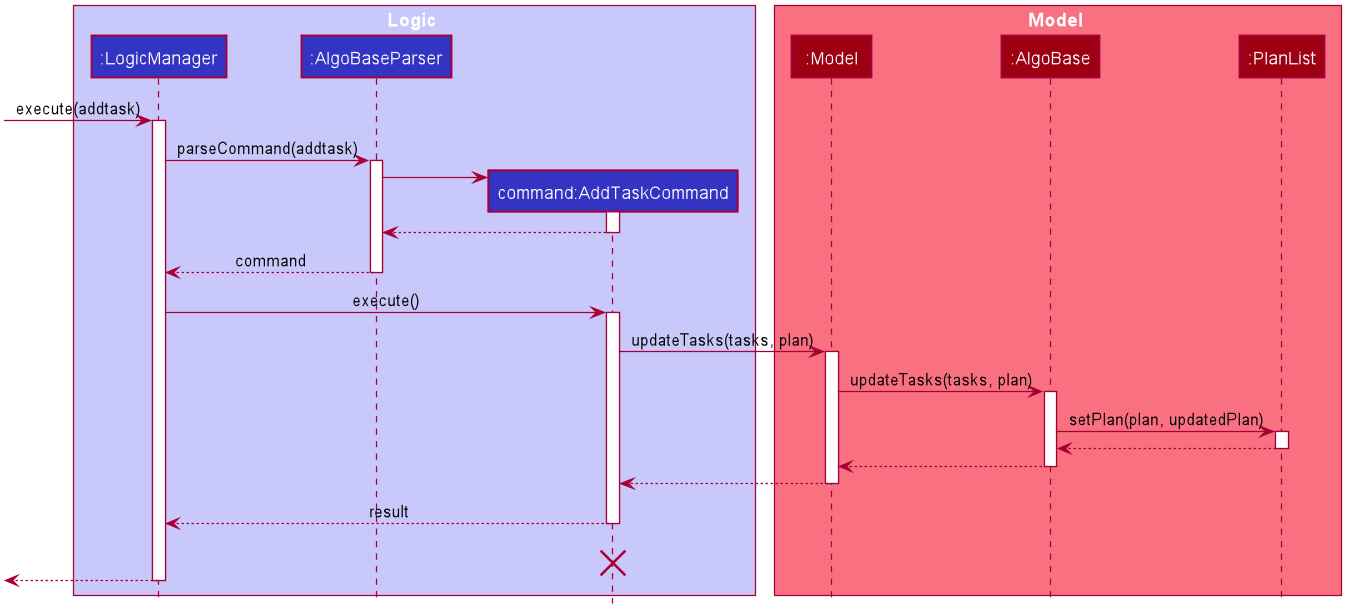 Logic
Model
:LogicManager
:AlgoBaseParser
:Model
:AlgoBase
:PlanList
execute(addtask)
parseCommand(addtask)
command:AddTaskCommand
command
execute()
updateTasks(tasks, plan)
updateTasks(tasks, plan)
setPlan(plan, updatedPlan)
result